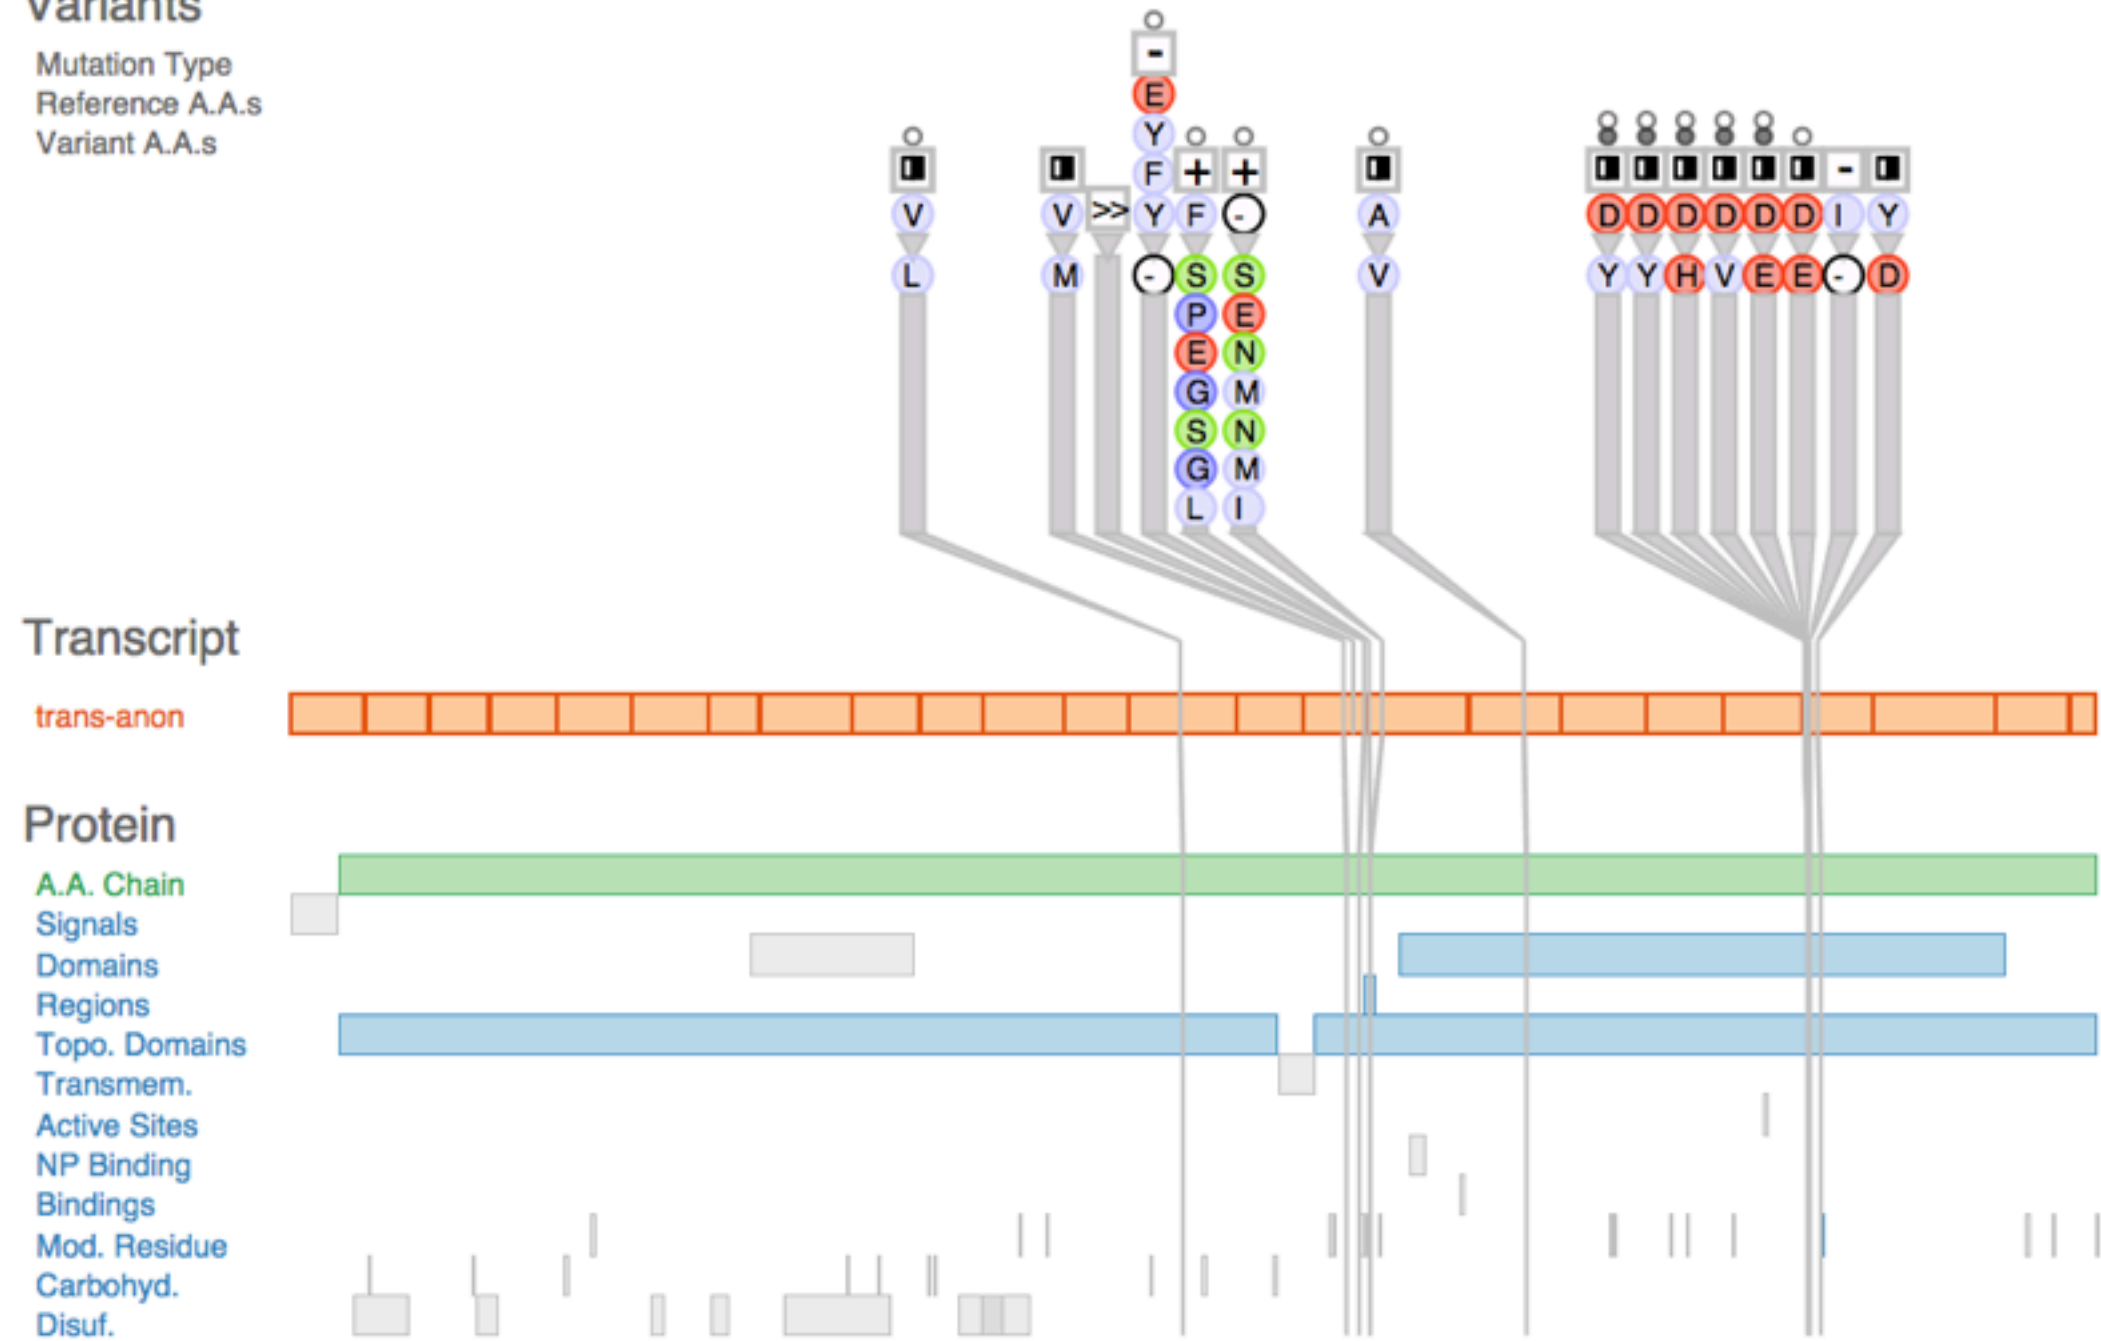 Variants
Mutation Type
Reference A.A.s
Variant A.A.s
-
E
Y
F
+ +
V V >> Y F - A D D D D D D I Y
L M - S S V Y Y H V E E - D
P E
E N
G M
S N
G M
L I
-
Transcript
trans-anon
Protein
A.A. Chain
Signals
Domains
Regions
Topo. Domains
Transmem.
Active Sites
NP Binding
Bindings
Mod. Residue
Carbohyd.
Disuf.